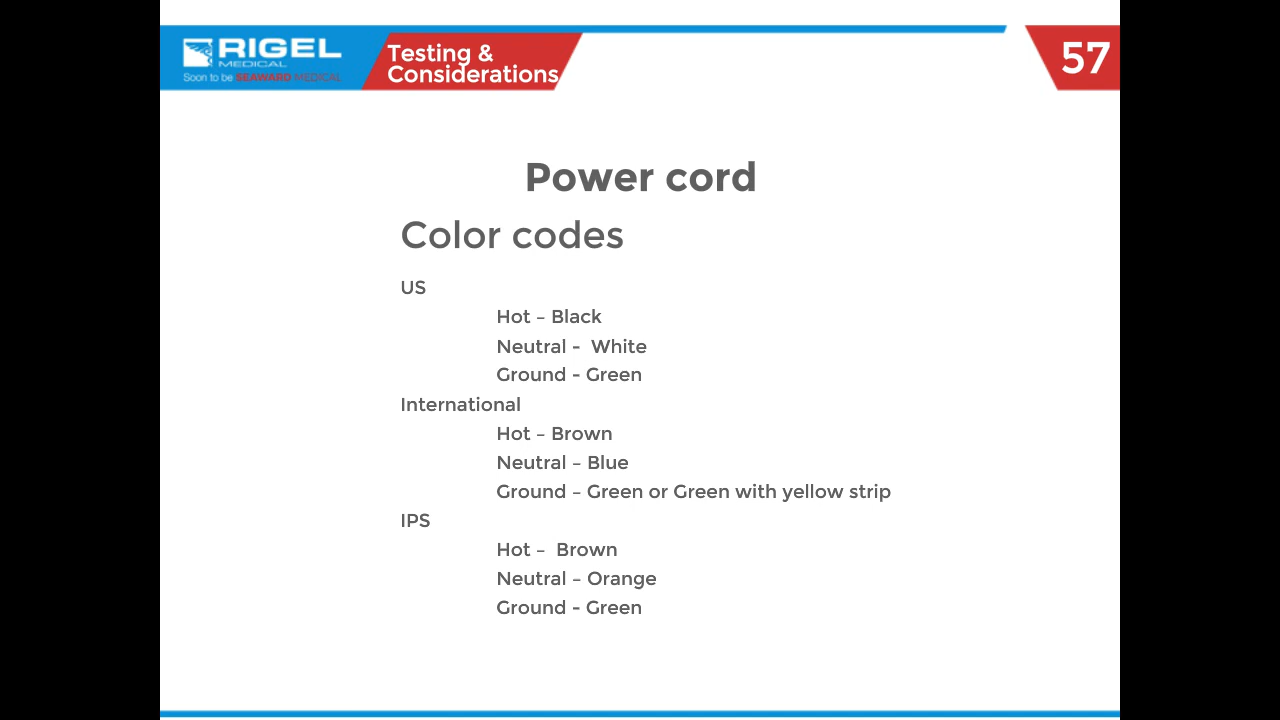 RIGEL
MEDICAL
Soon to be SEAWARD MEDICAL
Testing &
Considerations
57
Power cord
Color codes
US
Hot – Black
Neutral -  White
Ground - Green
International
Hot – Brown
Neutral – Blue
Ground – Green or Green with yellow strip
IPS
Hot –  Brown
Neutral – Orange
Ground - Green